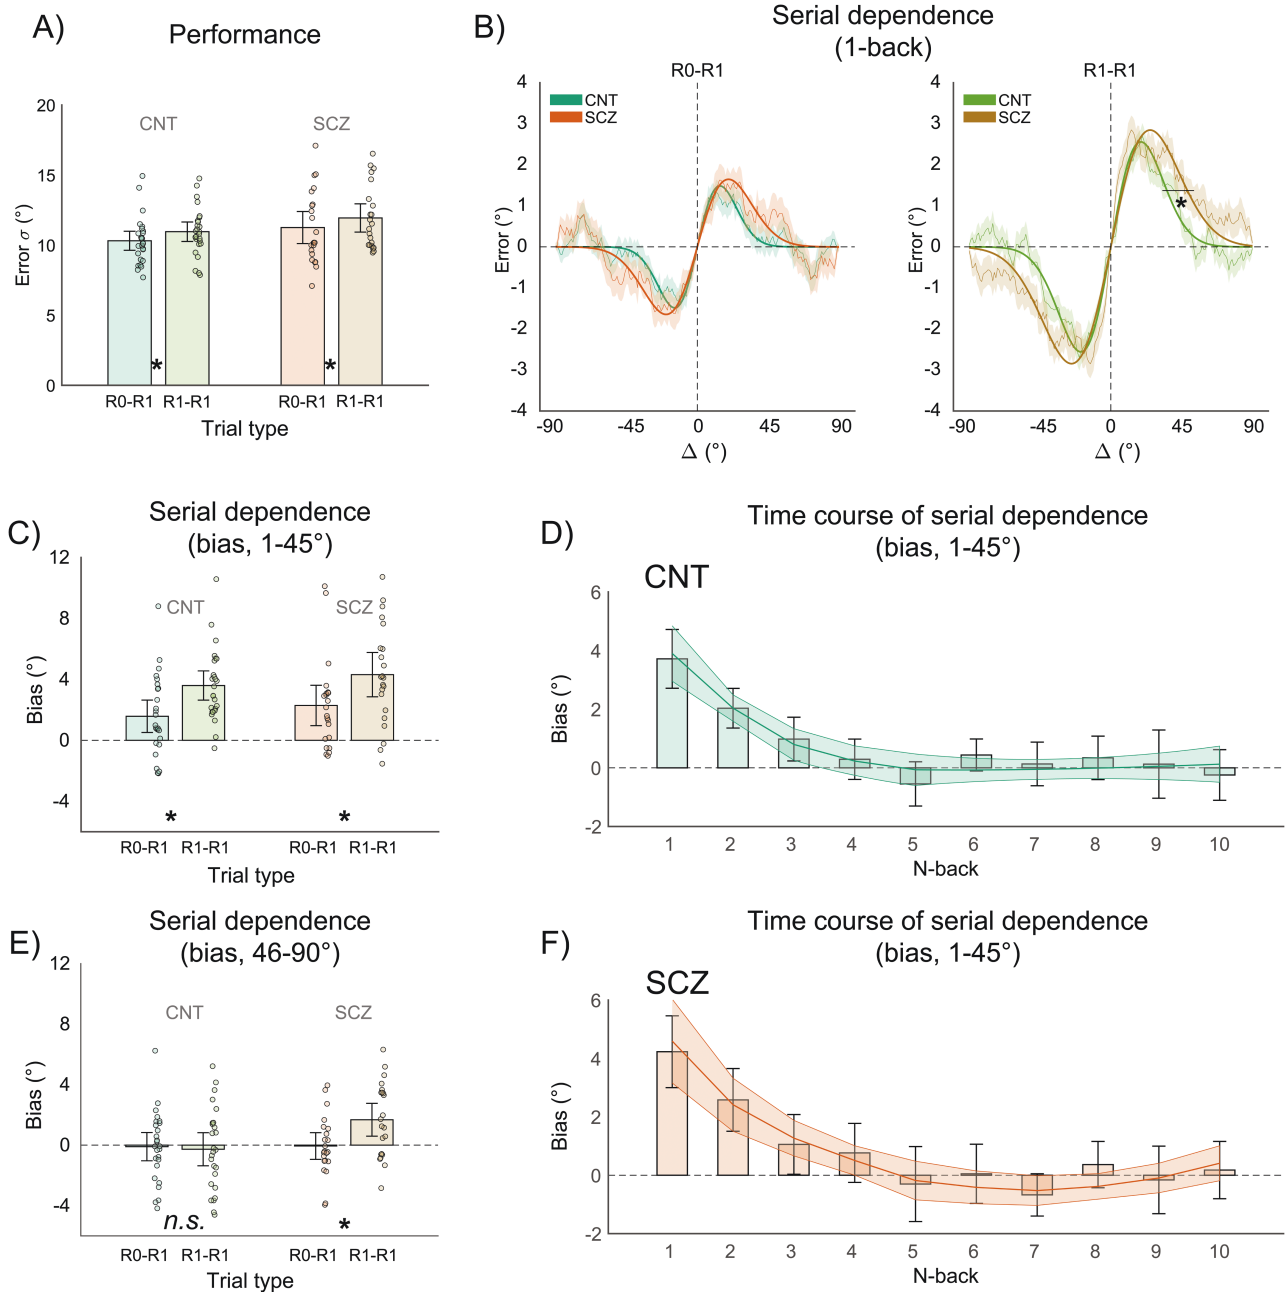 A)
Performance
20
15
10
5
0
Error σ (°)
CNT
SCZ
*
*
R0-R1
R1-R1
R0-R1
R1-R1
Trial type
B)
Serial dependence
(1-back)
R0-R1
CNT
SCZ
4
3
2
1
0
-1
-2
-3
-4
Error (°)
-90
-45
0
45
90
Δ (°)
R1-R1
CNT
SCZ
4
3
2
1
0
-1
-2
-3
-4
Error (°)
*
-90
-45
0
45
90
Δ (°)
C)
Serial dependence
(bias, 1-45°)
12
8
4
0
-4
Bias (°)
CNT
SCZ
*
*
R0-R1
R1-R1
R0-R1
R1-R1
Trial type
D)
Time course of serial dependence
(bias, 1-45°)
CNT
6
4
2
0
-2
Bias (°)
1
2
3
4
5
6
7
8
9
10
N-back
E)
Serial dependence
(bias, 46-90°)
12
8
4
0
-4
Bias (°)
CNT
SCZ
n.s.
*
R0-R1
R1-R1
R0-R1
R1-R1
Trial type
F)
Time course of serial dependence
(bias, 1-45°)
SCZ
6
4
2
0
-2
Bias (°)
1
2
3
4
5
6
7
8
9
10
N-back